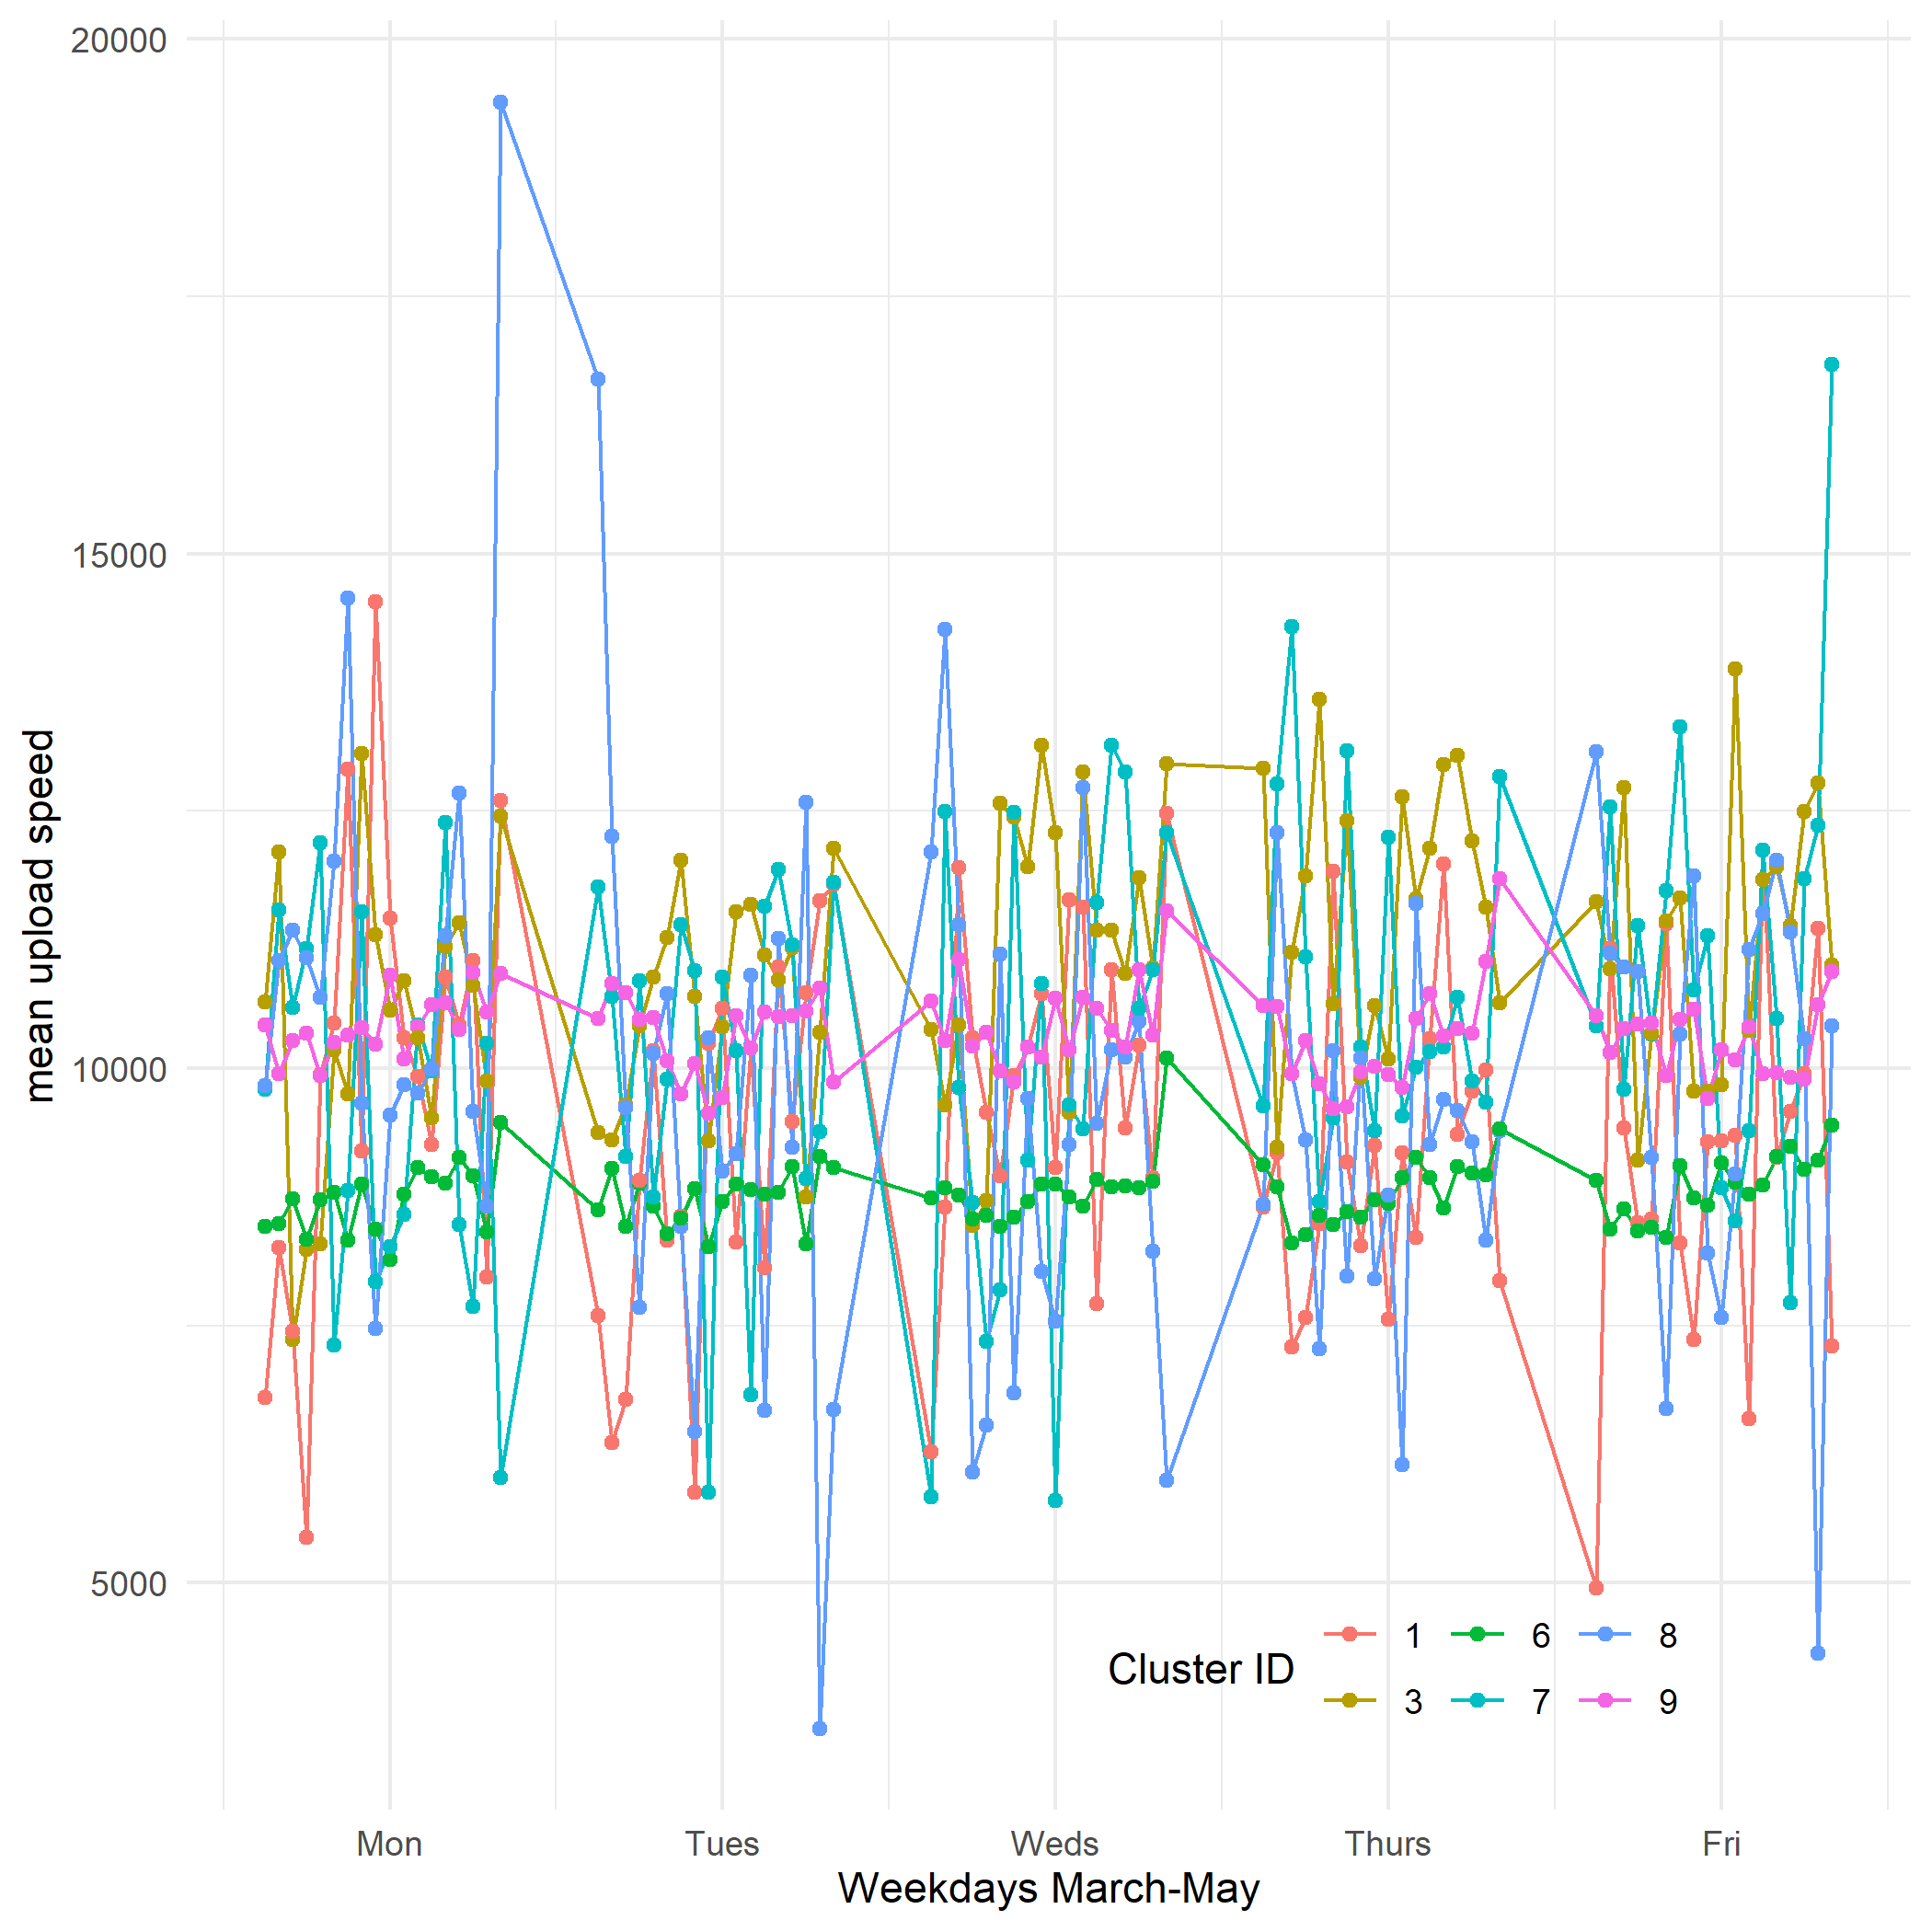 20000
15000
10000
5000
mean upload speed
Cluster ID
1 6 8
3 7 9
Mon Tues Weds Thurs Fri
Weekdays March-May